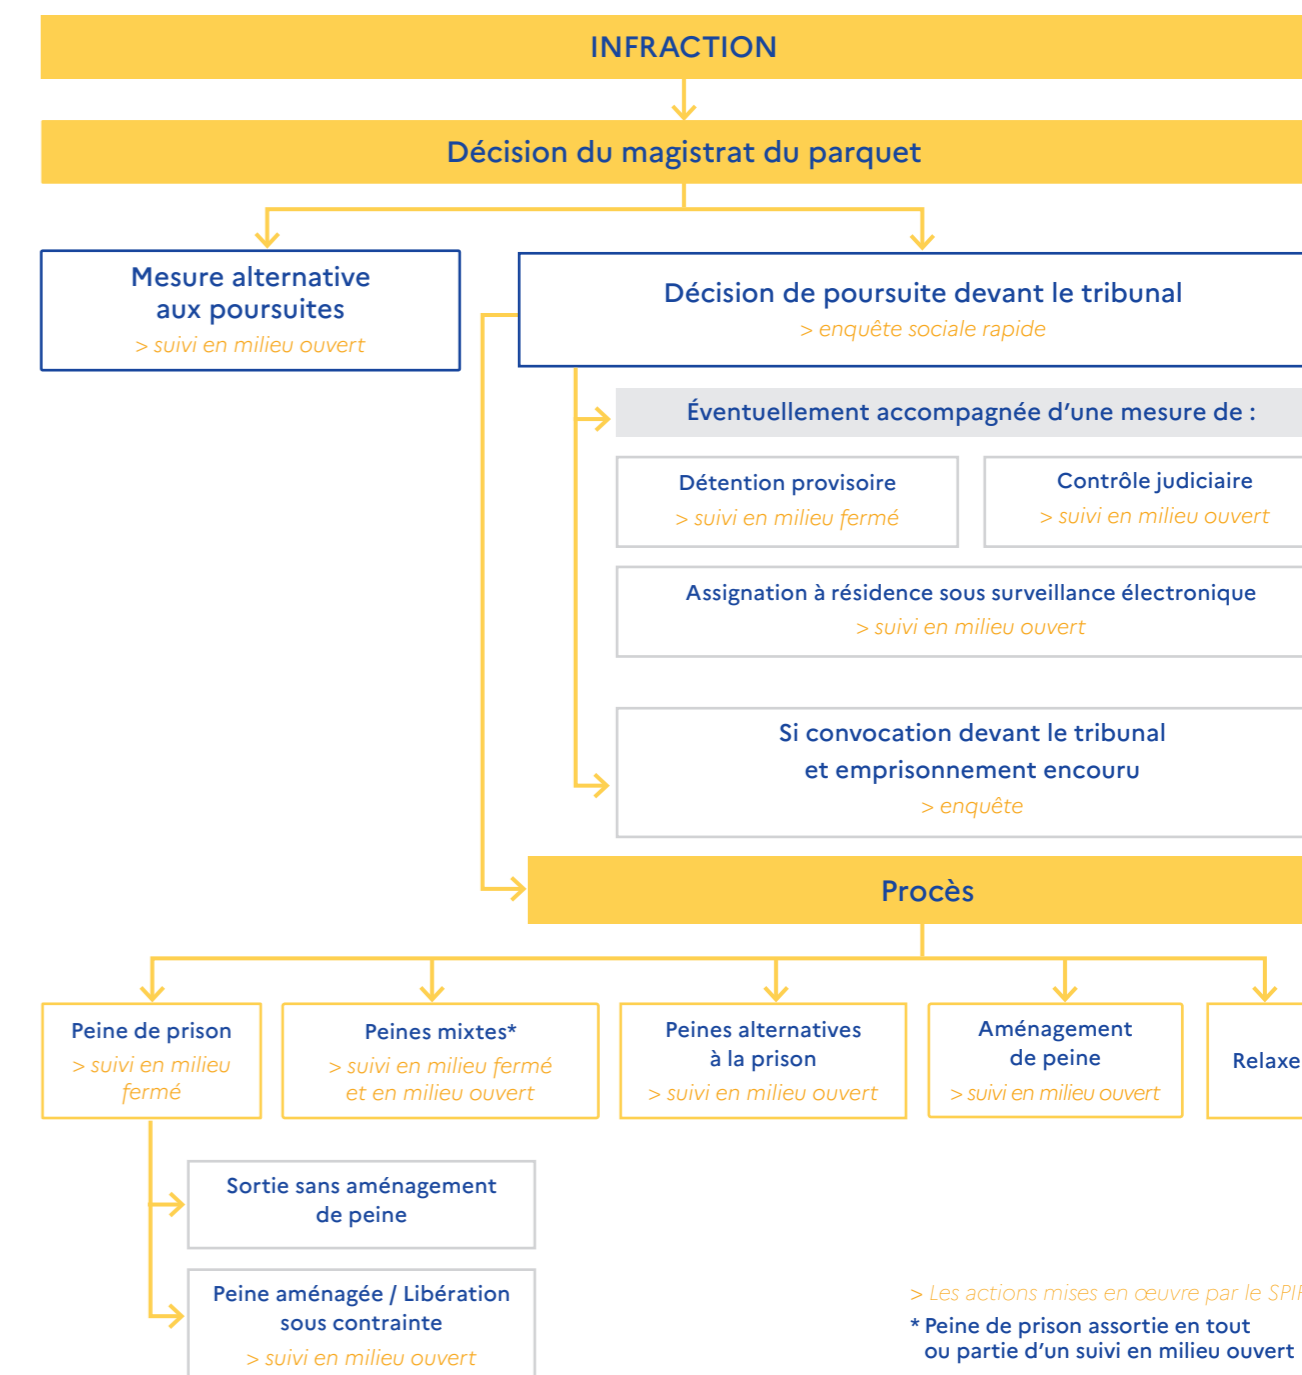 INFRACTION
Décision du magistrat du parquet
Mesure alternative
aux poursuites
> suivi en milieu ouvert
Décision de poursuite devant le tribunal
> enquête sociale rapide
Éventuellement accompagnée d’une mesure de :
Détention provisoire
> suivi en milieu fermé
Contrôle judiciaire
> suivi en milieu ouvert
Assignation à résidence sous surveillance électronique
> suivi en milieu ouvert
Si convocation devant le tribunal
et emprisonnement encouru
> enquête
Procès
Peine de prison
> suivi en milieu
fermé
Peines mixtes*
> suivi en milieu fermé
et en milieu ouvert
Peines alternatives
à la prison
> suivi en milieu ouvert
Aménagement
de peine
> suivi en milieu ouvert
Relaxe
Sortie sans aménagement
de peine
Peine aménagée / Libération
sous contrainte
> suivi en milieu ouvert
> Les actions mises en œuvre par le SPIP
* Peine de prison assortie en tout
ou partie d’un suivi en milieu ouvert